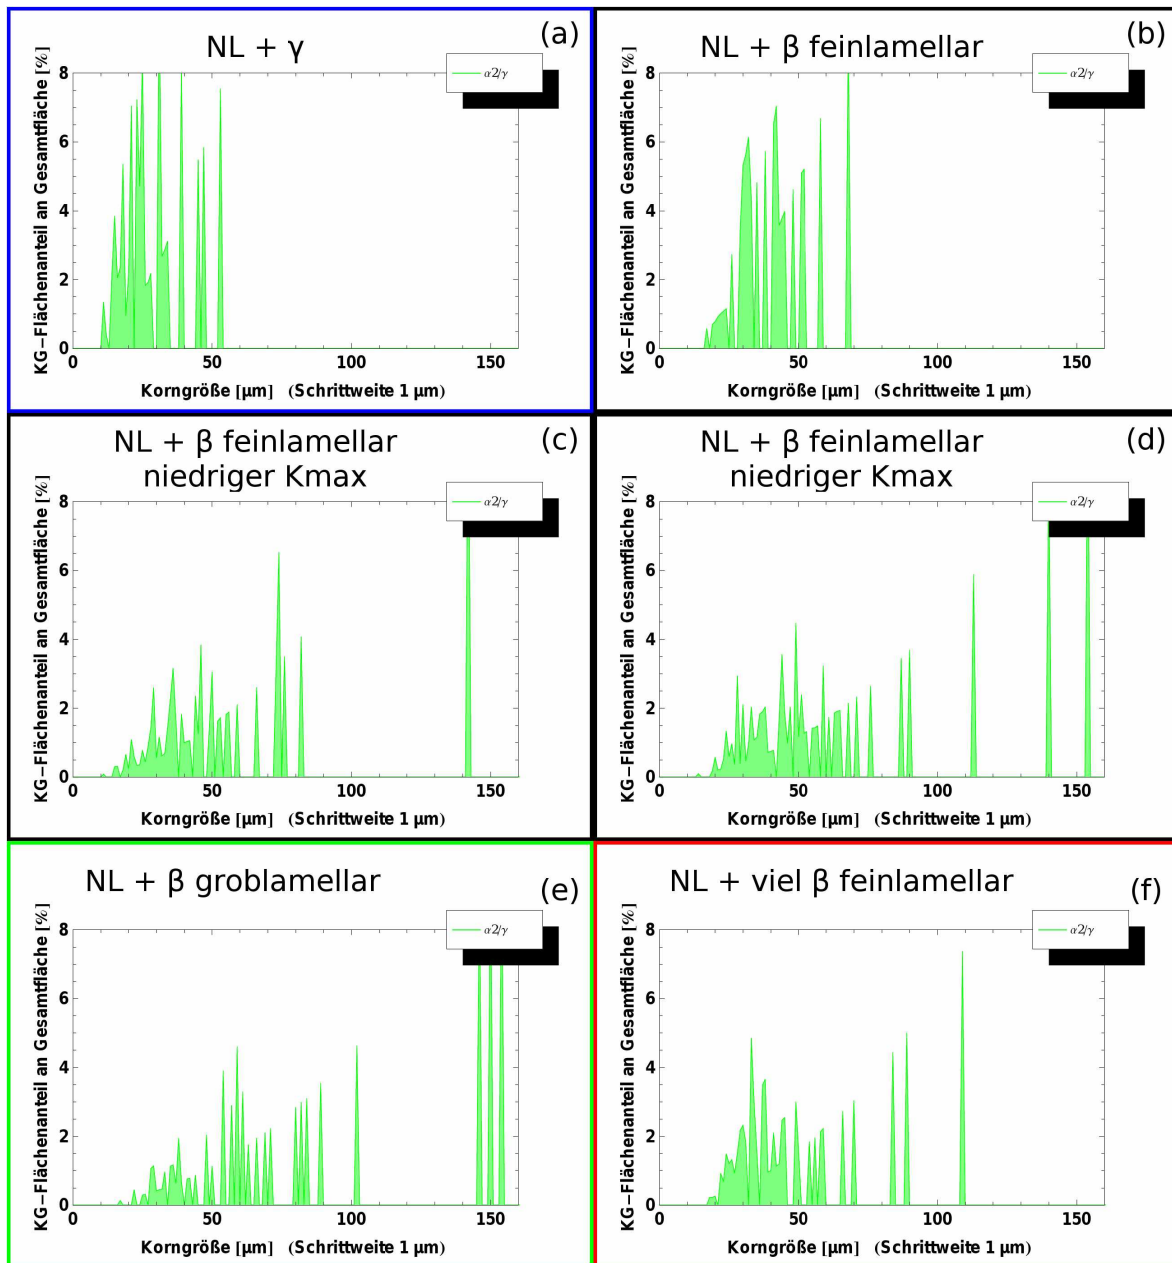 (a)
NL + γ
KG–Flächenanteil an Gesamtfläche [%]
α2/γ
8
6
4
2
0
0 50 100 150
Korngröße [µm] (Schrittweite 1 µm)
(b)
NL + β feinlamellar
KG–Flächenanteil an Gesamtfläche [%]
α2/γ
8
6
4
2
0
0 50 100 150
Korngröße [µm] (Schrittweite 1 µm)
(c)
NL + β feinlamellar
niedriger Kmax
KG–Flächenanteil an Gesamtfläche [%]
α2/γ
8
6
4
2
0
0 50 100 150
Korngröße [µm] (Schrittweite 1 µm)
(d)
NL + β feinlamellar
niedriger Kmax
KG–Flächenanteil an Gesamtfläche [%]
α2/γ
8
6
4
2
0
0 50 100 150
Korngröße [µm] (Schrittweite 1 µm)
(e)
NL + β groblamellar
KG–Flächenanteil an Gesamtfläche [%]
α2/γ
8
6
4
2
0
0 50 100 150
Korngröße [µm] (Schrittweite 1 µm)
(f)
NL + viel β feinlamellar
KG–Flächenanteil an Gesamtfläche [%]
α2/γ
8
6
4
2
0
0 50 100 150
Korngröße [µm] (Schrittweite 1 µm)